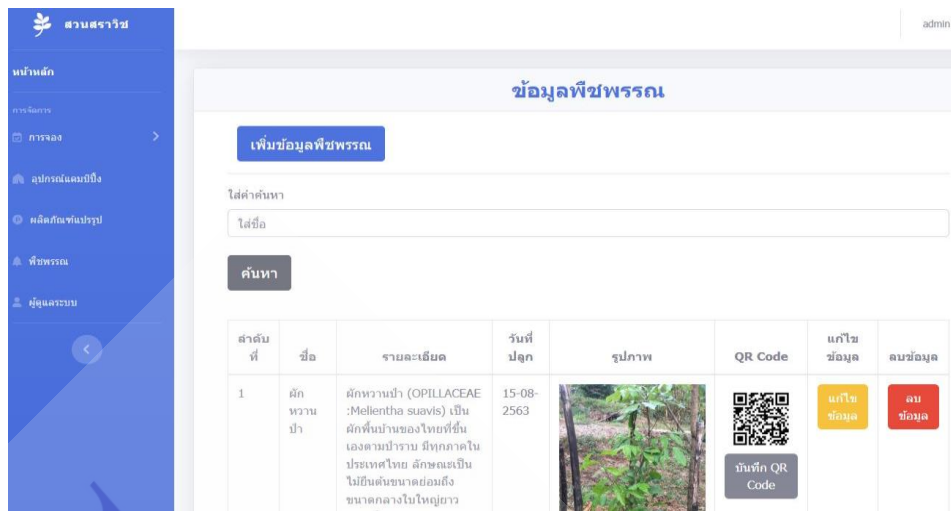 สวนสราวิช
admin
หน้าหลัก
ข้อมูลพืชพรรณ
การจัดการ
การจอง
เพิ่มข้อมูลพืชพรรณ
อุปกรณ์แคมป์ปิ้ง
ใส่คำค้นหา
ผลิตภัณฑ์แปรรูป
ใส่ชื่อ
พืชพรรณ
ค้นหา
ผู้ดูแลระบบ
ลำดับ
ที่
ชื่อ
รายละเอียด
วันที่
ปลูก
รูปภาพ
QR Code
แก้ไข
ข้อมูล
ลบข้อมูล
1
ผัก
หวาน
ป่า
ผักหวานป่า (OPILLACEAE
:Melientha suavis) เป็น
ผักพื้นบ้านของไทยที่ขึ้น
เองตามป่าราบ มีทุกภาคใน
ประเทศไทย ลักษณะเป็น
ไม้ยืนต้นขนาดย่อมถึง
ขนาดกลางใบใหญ่ยาว
15-08-
2563
บันทึก QR
Code
แก้ไข
ข้อมูล
ลบ
ข้อมูล